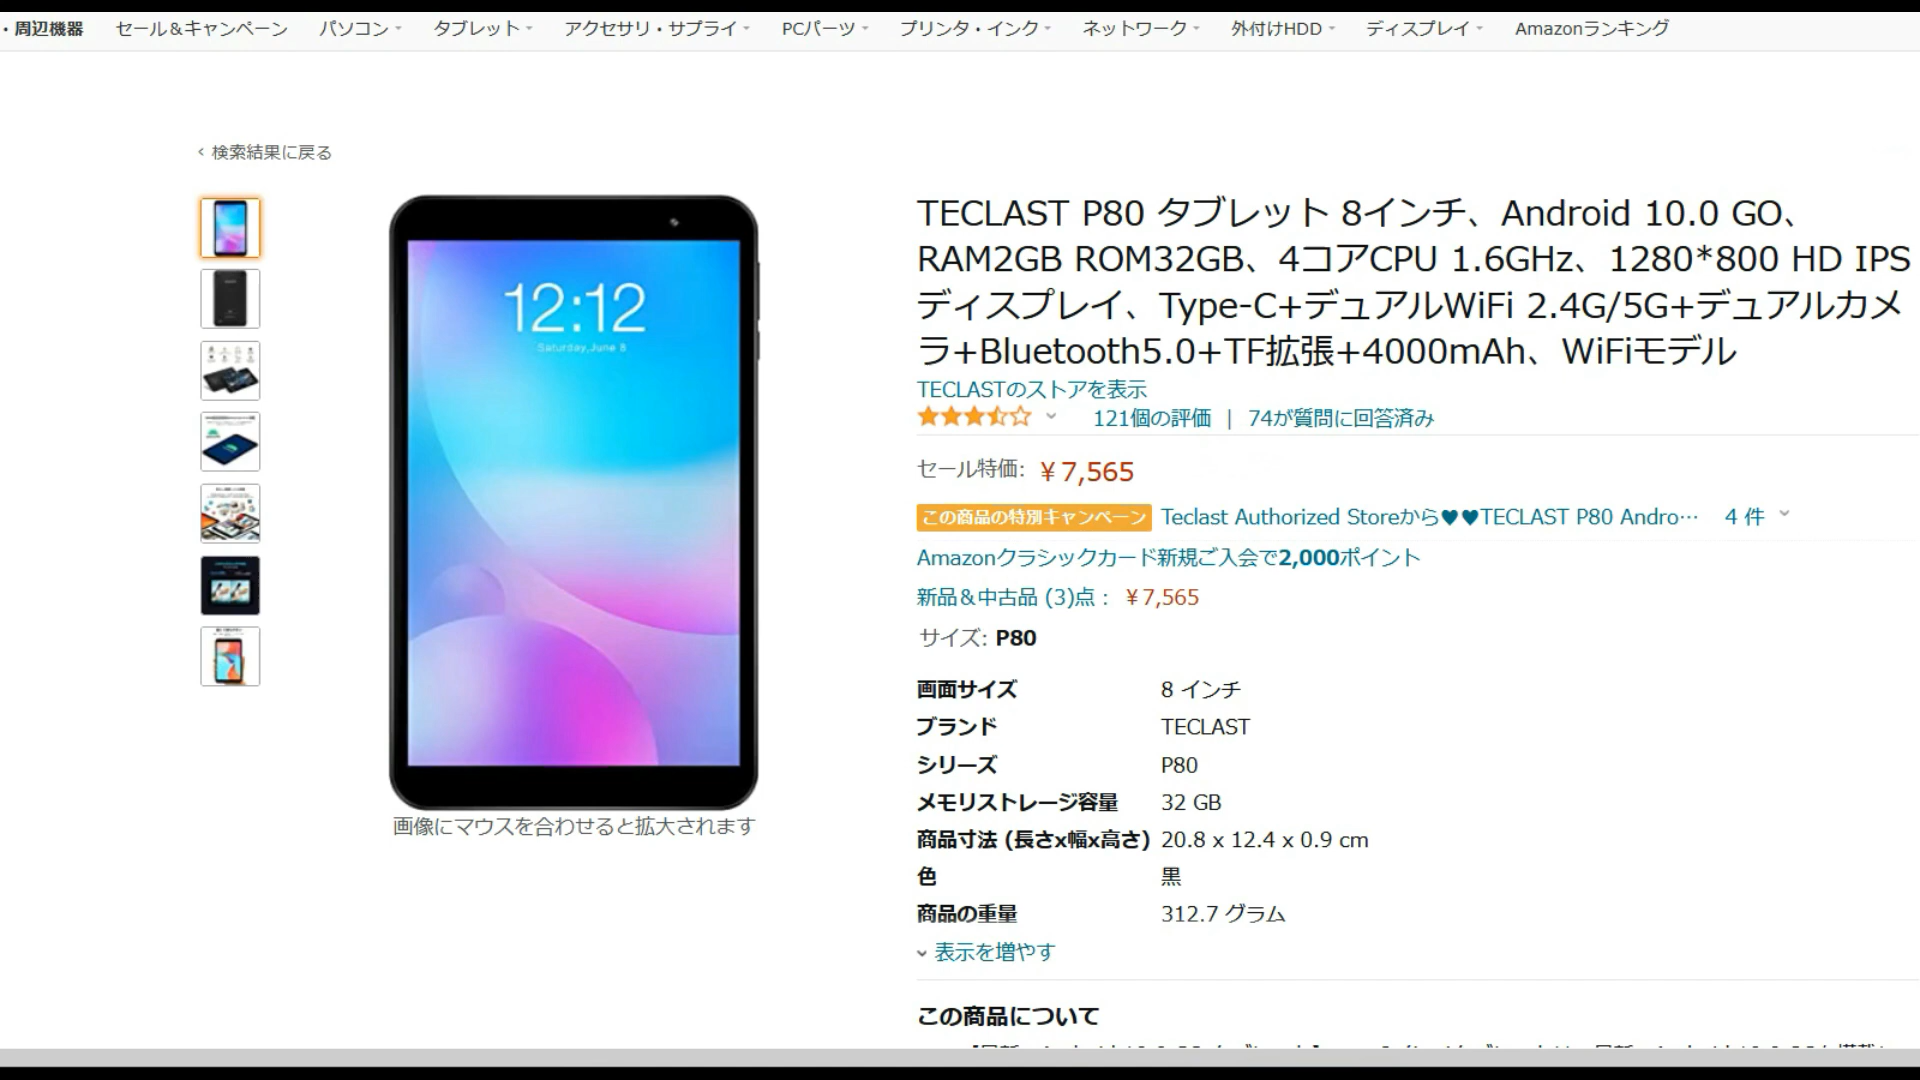 ・周辺機器 セール＆キャンペーン パソコン タブレット アクセサリ・サプライ PCパーツ プリンタ・インク ネットワーク 外付けHDD ディスプレイ Amazonランキング
‹ 検索結果に戻る
12:12
Saturday,June 8
画像にマウスを合わせると拡大されます
TECLAST P80 タブレット 8インチ、Android 10.0 GO、
RAM2GB ROM32GB、4コアCPU 1.6GHz、1280*800 HD IPS
ディスプレイ、Type-C+デュアルWiFi 2.4G/5G+デュアルカメ
ラ+Bluetooth5.0+TF拡張+4000mAh、WiFiモデル
TECLASTのストアを表示
121個の評価 | 74が質問に回答済み
セール特価: ￥7,565
この商品の特別キャンペーン Teclast Authorized Storeから♥♥TECLAST P80 Andro… 4 件
Amazonクラシックカード新規ご入会で2,000ポイント
新品＆中古品 (3)点： ￥7,565
サイズ: P80
画面サイズ 8 インチ
ブランド TECLAST
シリーズ P80
メモリストレージ容量 32 GB
商品寸法 (長さx幅x高さ) 20.8 x 12.4 x 0.9 cm
色 黒
商品の重量 312.7 グラム
表示を増やす
この商品について